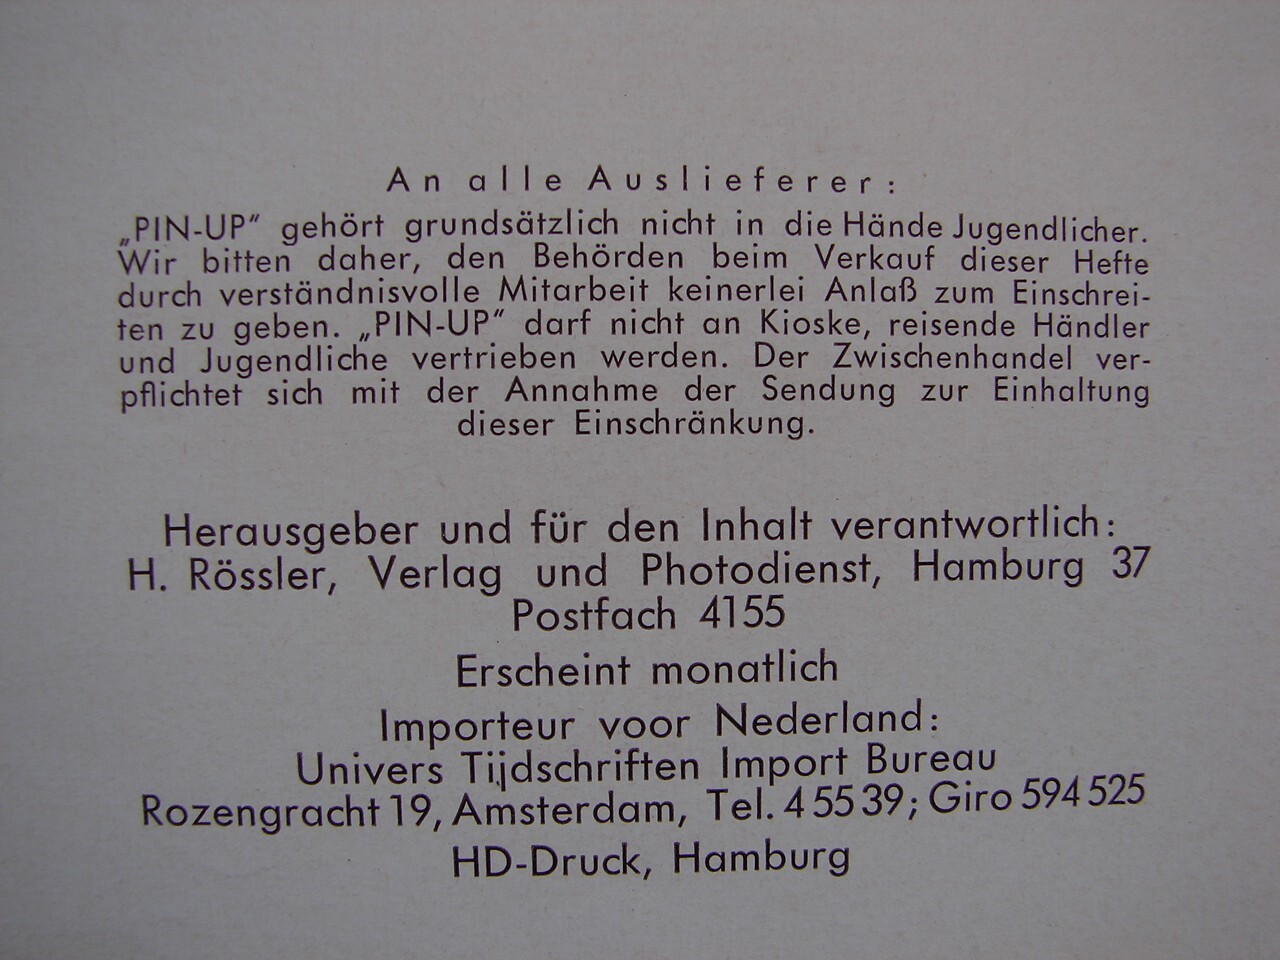 An alle Auslieferer:
„PIN-UP“ gehört grundsätzlich nicht in die Hände Jugendlicher.
Wir bitten daher, den Behörden beim Verkauf dieser Hefte
durch verständnisvolle Mitarbeit keinerlei Anlaß zum Einschrei-
ten zu geben. „PIN-UP“ darf nicht an Kioske, reisende Händler
und Jugendliche vertrieben werden. Der Zwischenhandel ver-
pflichtet sich mit der Annahme der Sendung zur Einhaltung
dieser Einschränkung.
Herausgeber und für den Inhalt verantwortlich:
H. Rössler, Verlag und Photodienst, Hamburg 37
Postfach 4155
Erscheint monatlich
Importeur voor Nederland:
Univers Tijdschriften Import Bureau
Rozengracht 19, Amsterdam, Tel. 4 55 39; Giro 594 525
HD-Druck, Hamburg